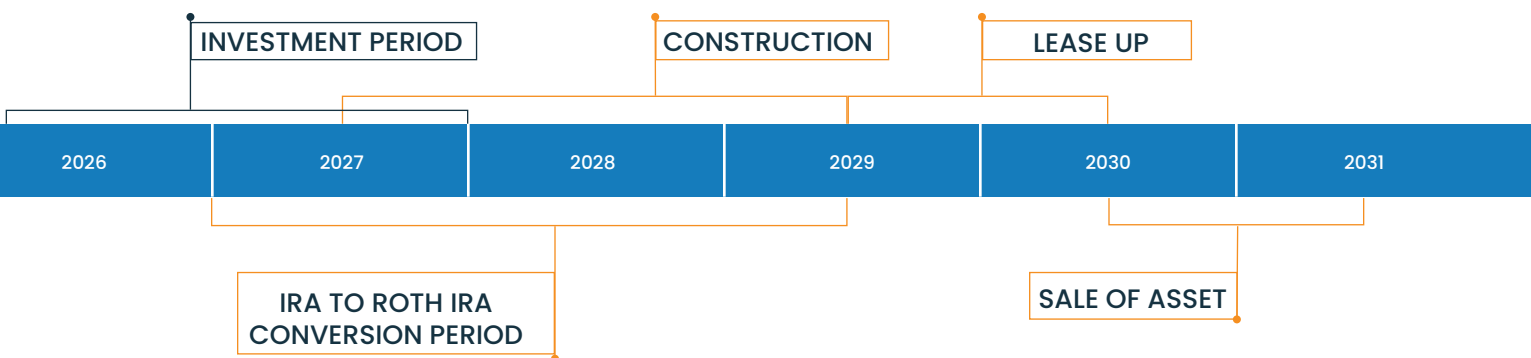 INVESTMENT PERIOD
CONSTRUCTION
LEASE UP
2026
2027
2028
2029
2030
2031
IRA TO ROTH IRA
CONVERSION PERIOD
SALE OF ASSET